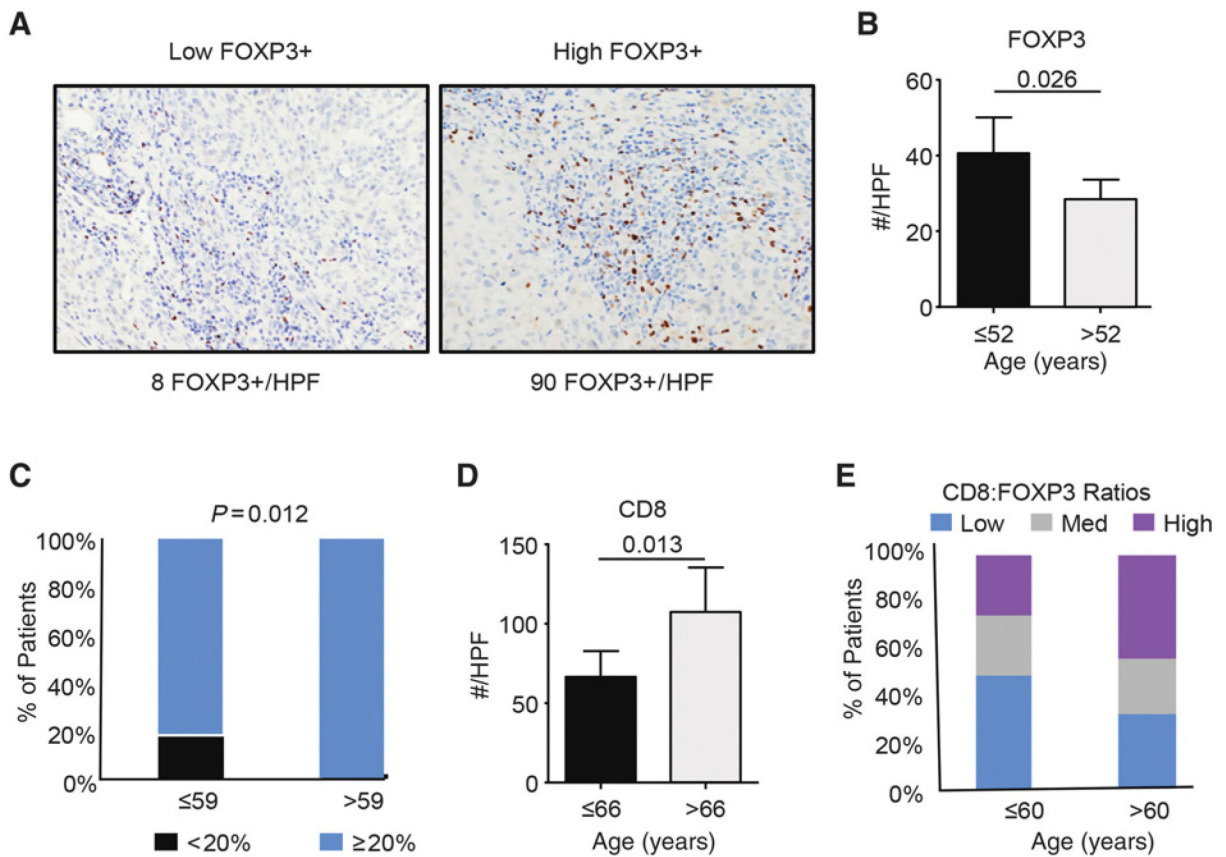 A
Low FOXP3+
High FOXP3+
8 FOXP3+/HPF
90 FOXP3+/HPF
B
FOXP3
0.026
60
40
20
0
#/HPF
≤52
>52
Age (years)
C
P = 0.012
100%
80%
60%
40%
20%
0%
% of Patients
≤59
>59
<20%
≥20%
D
CD8
0.013
150
100
50
0
#/HPF
≤66
>66
Age (years)
E
CD8:FOXP3 Ratios
Low
Med
High
100%
80%
60%
40%
20%
0%
% of Patients
≤60
>60
Age (years)